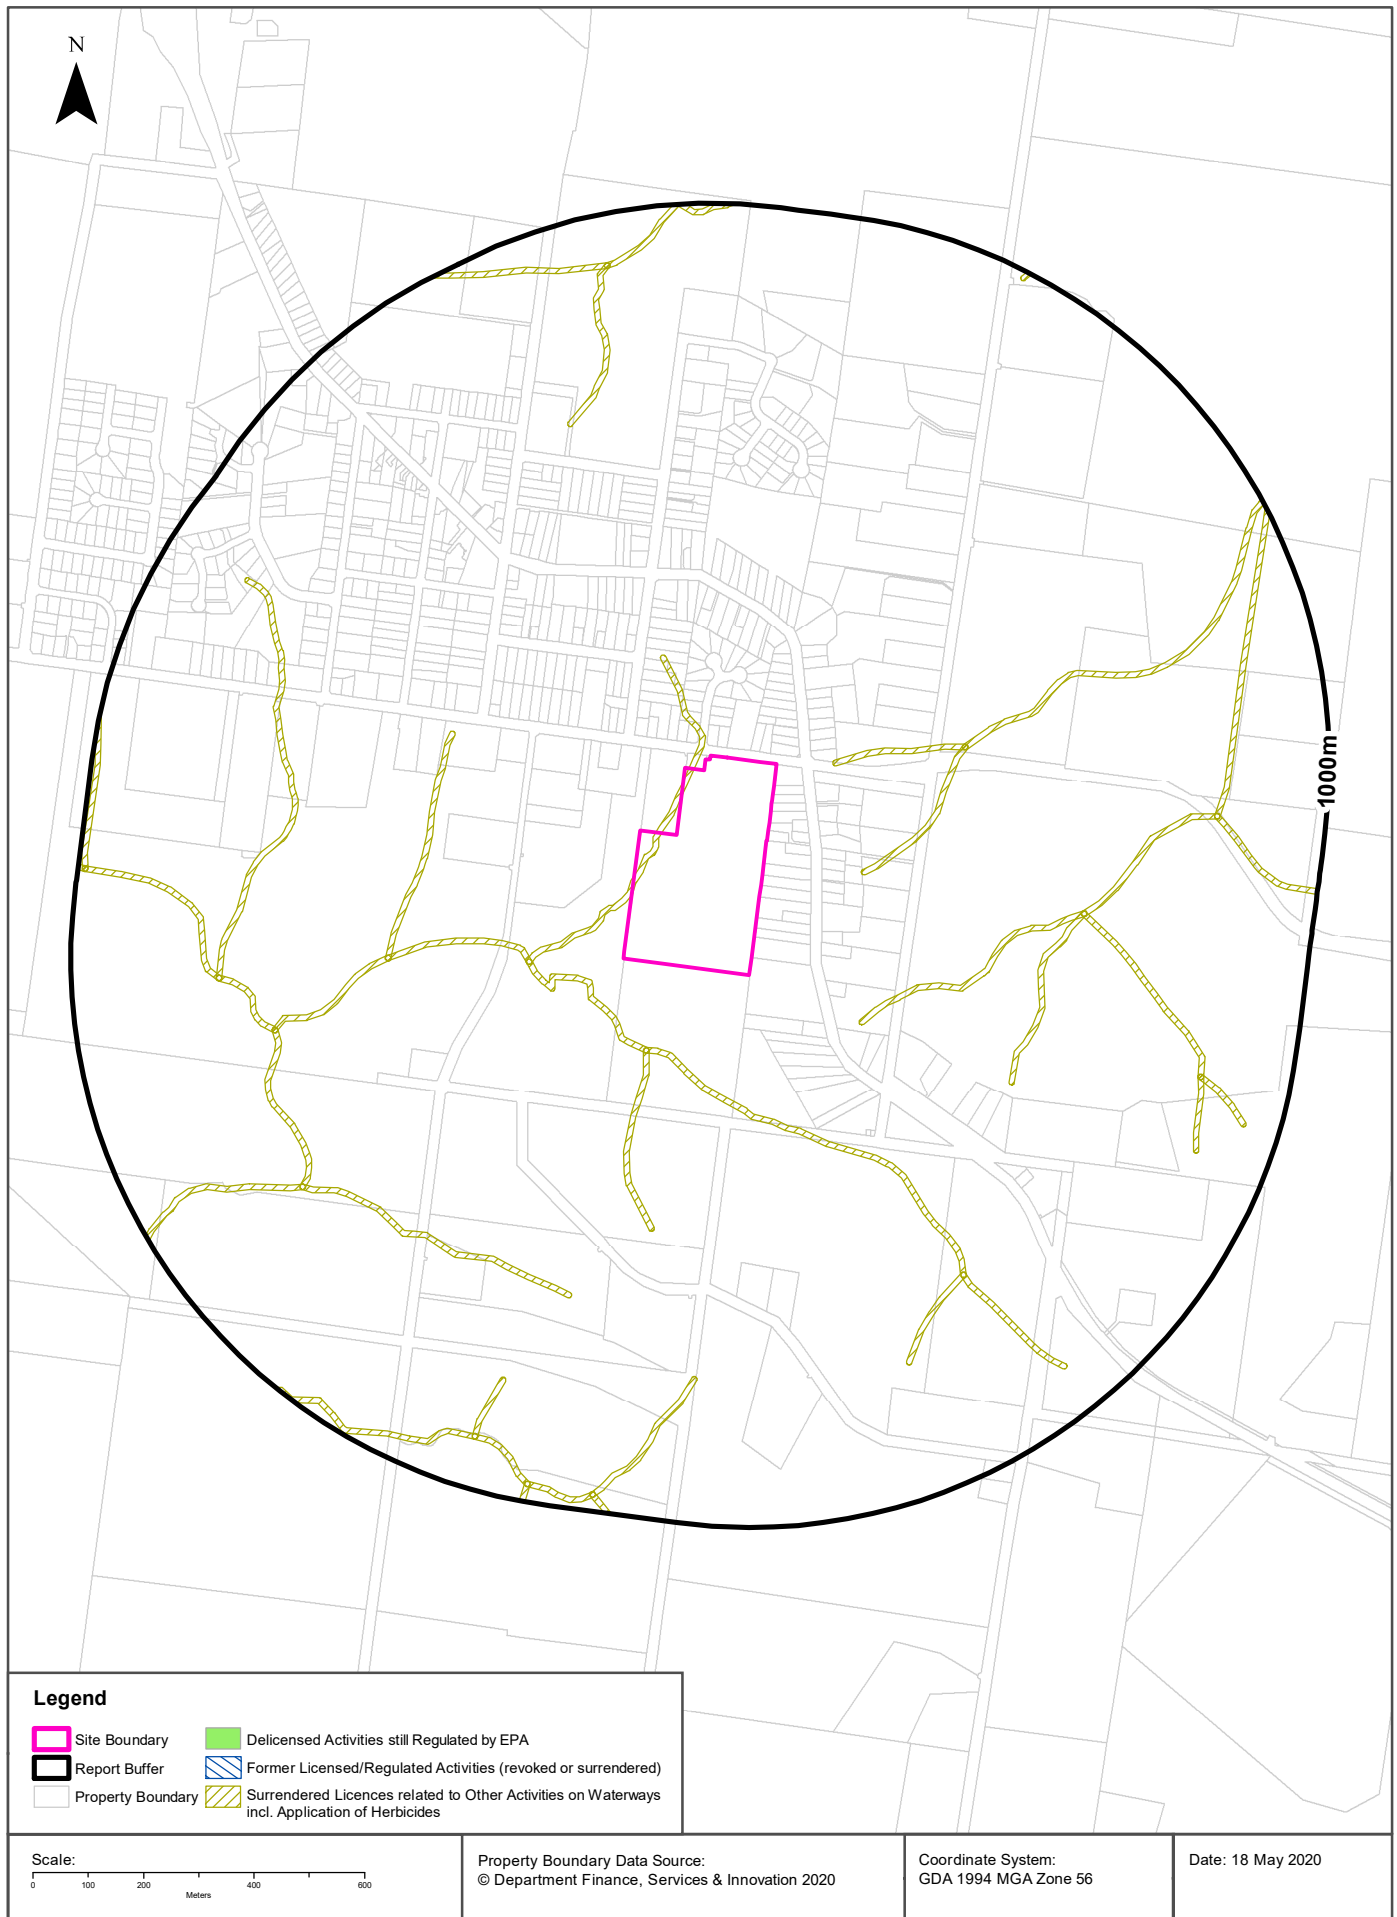 N
1000m
Legend
Site Boundary
Report Buffer
Property Boundary
Delicensed Activities still Regulated by EPA
Former Licensed/Regulated Activities (revoked or surrendered)
Surrendered Licences related to Other Activities on Waterways
incl. Application of Herbicides
Scale:
0 100 200 400 600
Meters
Property Boundary Data Source:
© Department Finance, Services & Innovation 2020
Coordinate System:
GDA 1994 MGA Zone 56
Date: 18 May 2020